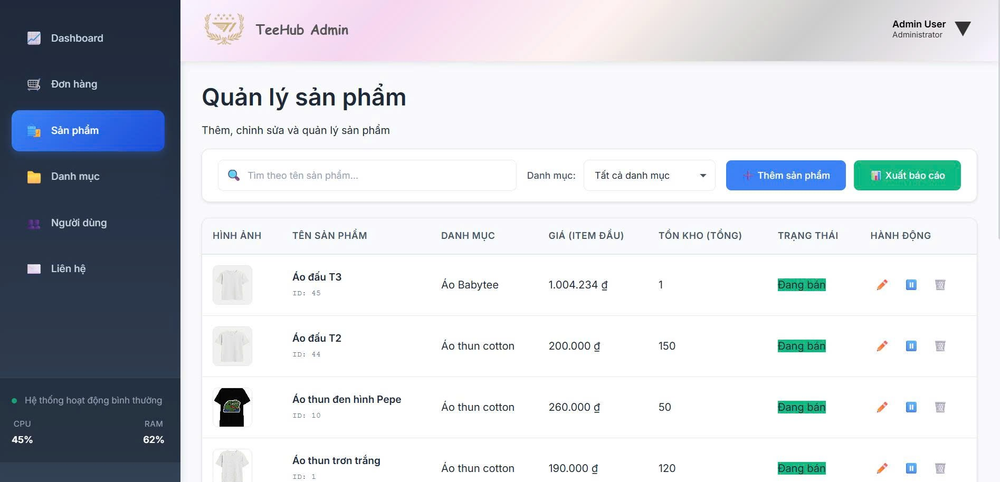 Dashboard
Đơn hàng
Sản phẩm
Danh mục
Người dùng
Liên hệ
Hệ thống hoạt động bình thường
CPU RAM
45% 62%
TeeHub Admin
Admin User
Administrator
Quản lý sản phẩm
Thêm, chỉnh sửa và quản lý sản phẩm
Tìm theo tên sản phẩm...
Danh mục:
Tất cả danh mục
Thêm sản phẩm
Xuất báo cáo
HÌNH ẢNH TÊN SẢN PHẨM DANH MỤC GIÁ (ITEM ĐẦU) TỒN KHO (TỔNG) TRẠNG THÁI HÀNH ĐỘNG
Áo đấu T3
ID: 45
Áo Babytee 1.004.234 ₫ 1 Đang bán
Áo đấu T2
ID: 44
Áo thun cotton 200.000 ₫ 150 Đang bán
Áo thun đen hình Pepe
ID: 10
Áo thun cotton 260.000 ₫ 50 Đang bán
Áo thun trơn trắng
ID: 1
Áo thun cotton 190.000 ₫ 120 Đang bán